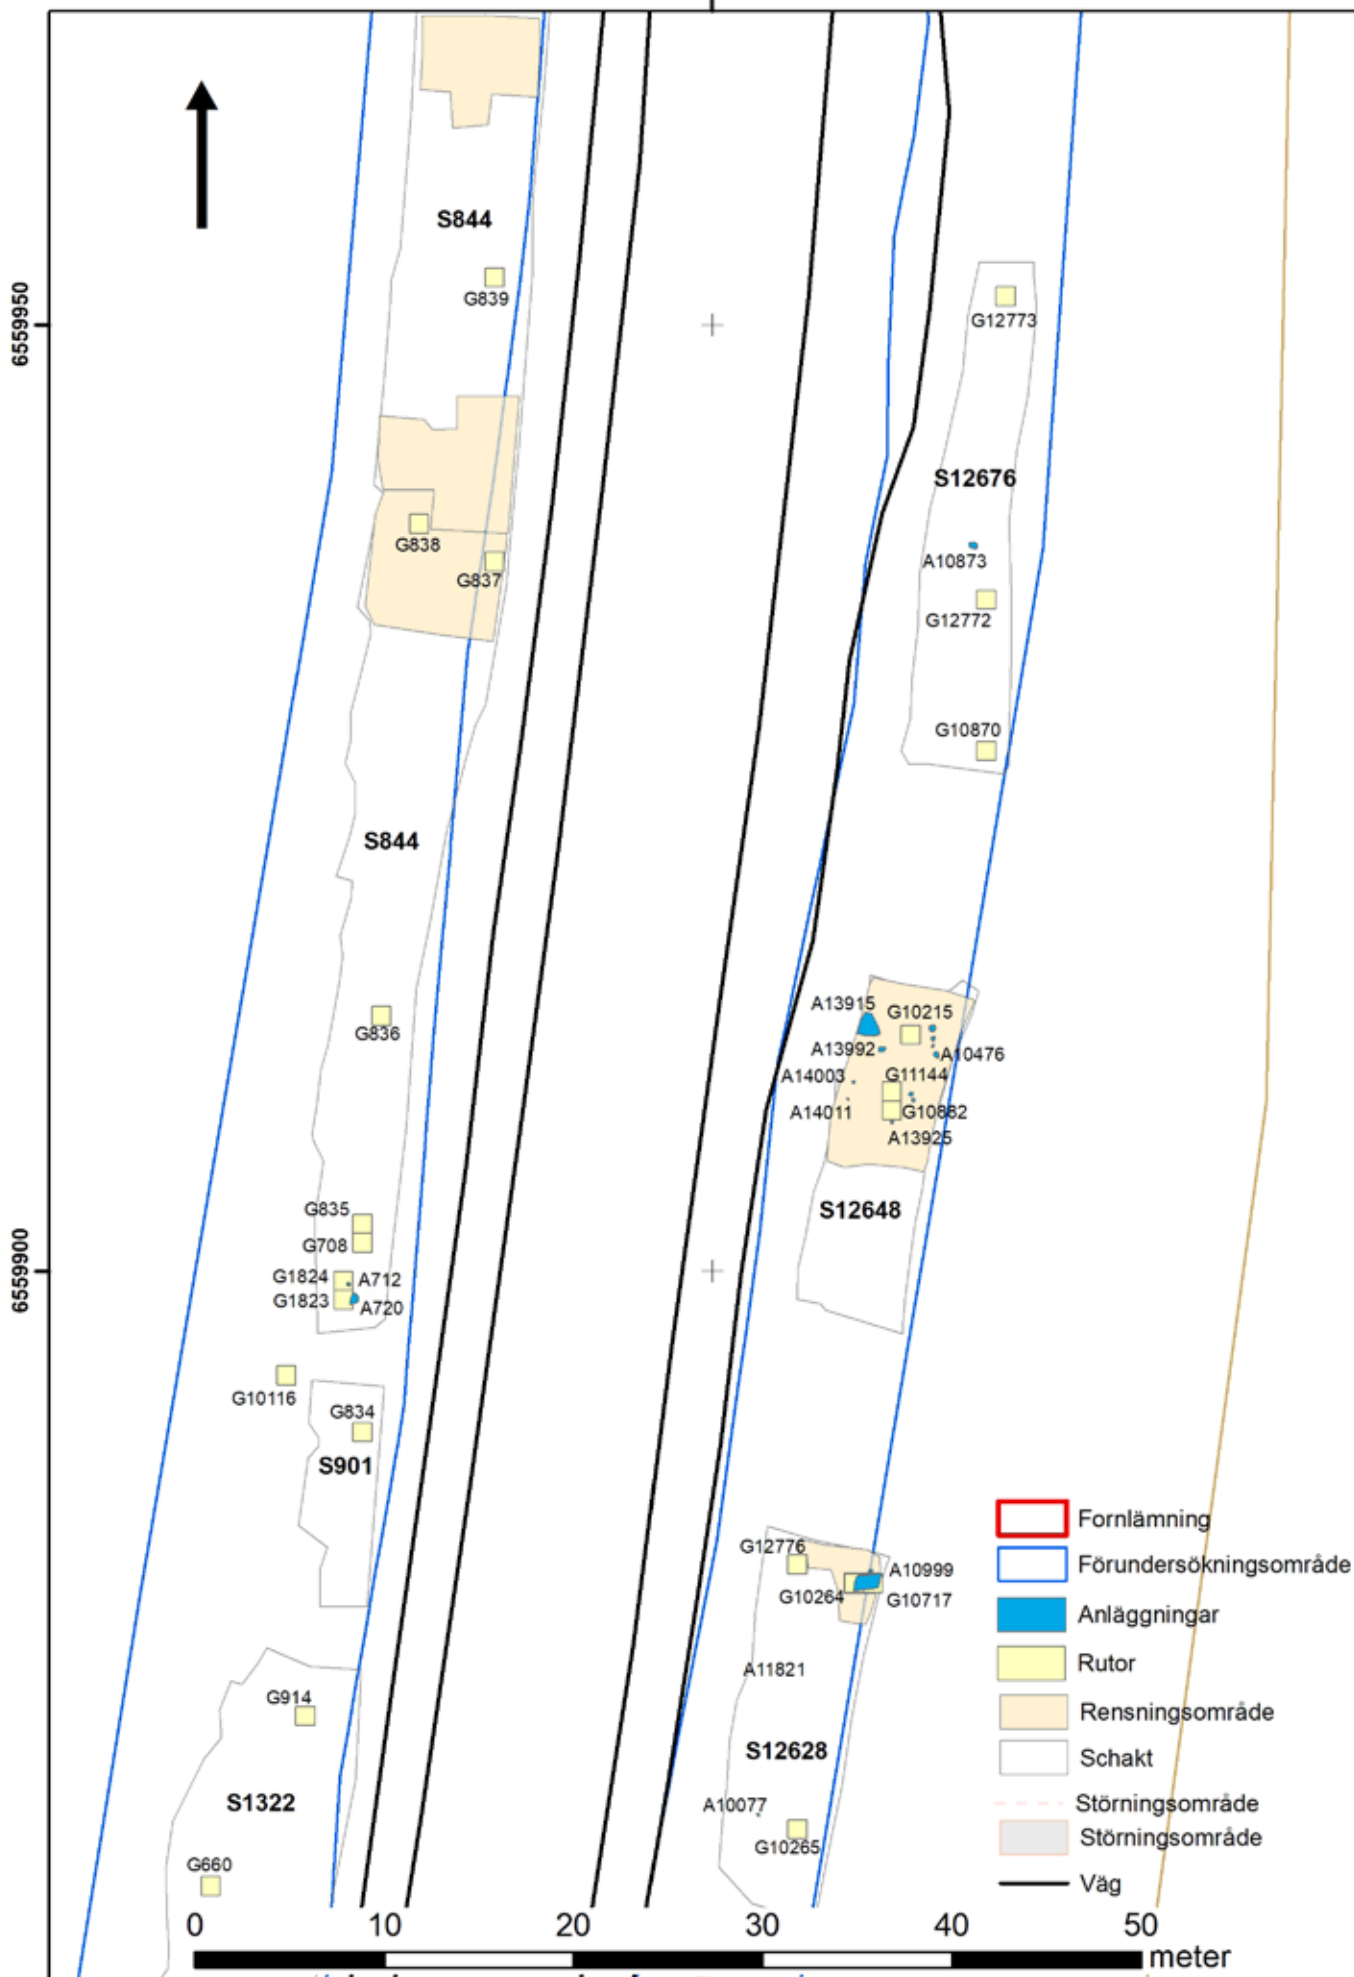 S844
G839
6559950
G12773
S12676
G838
G837
A10873
G12772
G10870
S844
A13915
G10215
G836
A13992
A10476
A14003
G11144
A14011
G10882
A13925
G835
S12648
G708
G1824
A712
6559900
G1823
A720
G10116
G834
S901
Fornlämning
G12776
Förundersökningsområde
A10999
G10264
G10717
Anläggningar
Rutor
A11821
G914
Rensningsområde
S12628
Schakt
S1322
A10077
Störningsområde
G10265
Störningsområde
G660
Väg
0 10 20 30 40 50
meter